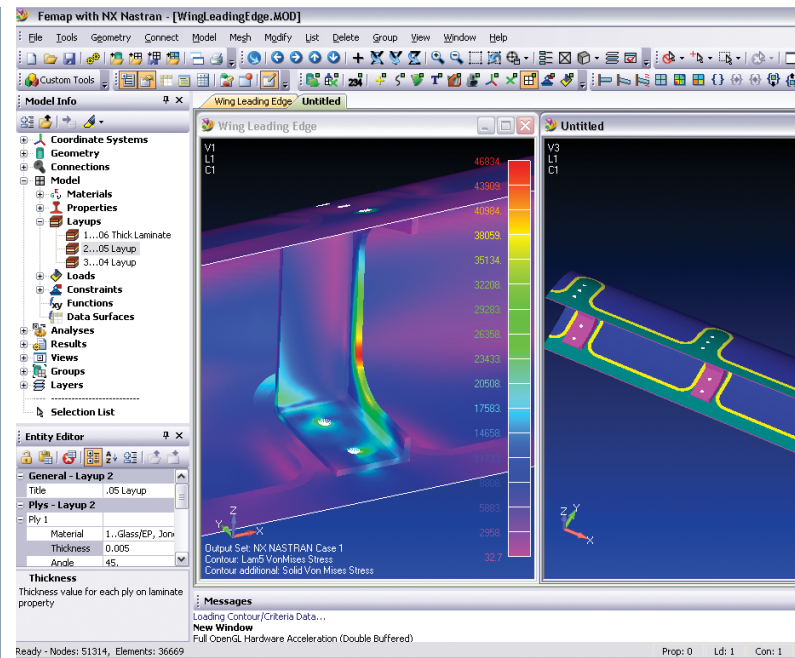 Femap with NX Nastran - [WingLeadingEdge.MOD]
File Tools Geometry Connect Model Mesh Modify List Delete Group View Window Help
Custom Tools
Model Info
Coordinate Systems
Geometry
Connections
Model
Materials
Properties
Layups
1...06 Thick Laminate
2...05 Layup
3...04 Layup
Loads
Constraints
Functions
Data Surfaces
Analyses
Results
Views
Groups
Layers
Selection List
Entity Editor
General - Layup 2
Title .05 Layup
Plys - Layup 2
Ply 1
Material 1..Glass/EP,
Thickness 0.005
Angle 45.
Thickness
Thickness value for each ply on laminate
property
Wing Leading Edge Untitled
Wing Leading Edge
V1
L1
C1
46834.
43909.
40984.
38059.
35134.
32208.
29283.
26358.
23433.
20508.
17583.
14658.
5883.
2958.
32.7
Z
Y
X
Output Set: NX NASTRAN Case 1
Contour: Lam5 VonMises Stress
Contour additional: Solid Von Mises Stress
Untitled
V3
L1
C1
Z
Y
X
Messages
Loading Contour/Criteria Data...
New Window
Full OpenGL Hardware Acceleration (Double Buffered)
Ready - Nodes: 51314, Elements: 36669
Prop: 0 Ld: 1 Con: 1